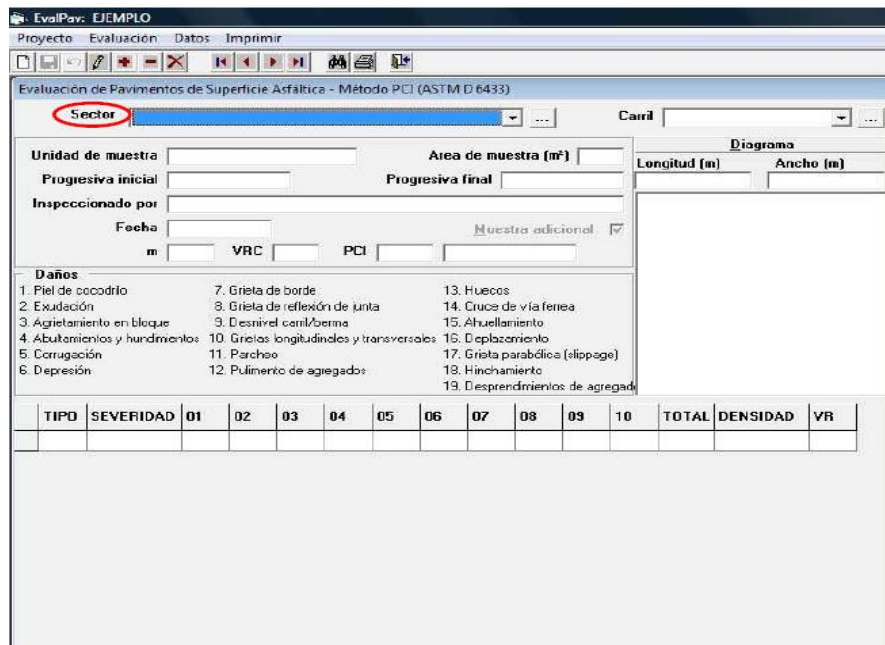 EvalPav: EJEMPLO
Proyecto Evaluación Datos Imprimir
Evaluación de Pavimentos de Superficie Asfáltica - Método PCI (ASTM D 6433)
Sector ... Carril ...
Diagrama
Unidad de muestra Area de muestra (m²) Longitud (m) Ancho (m)
Progresiva inicial Progresiva final
Inspeccionado por
Fecha Muestra adicional
m VRC PCI
Daños
1. Piel de cocodrilo 7. Grieta de borde 13. Huecos
2. Exudación 8. Grieta de reflexión de junta 14. Cruce de vía ferrea
3. Agrietamiento en bloque 9. Desnivel carril/berma 15. Ahuellamiento
4. Abultamientos y hundimientos 10. Grietas longitudinales y transversales 16. Deplazamiento
5. Corrugación 11. Parcheo 17. Grieta parabólica (slippage)
6. Depresión 12. Pulimento de agregados 18. Hinchamiento
19. Desprendimientos de agregad
TIPO SEVERIDAD 01 02 03 04 05 06 07 08 09 10 TOTAL DENSIDAD VR